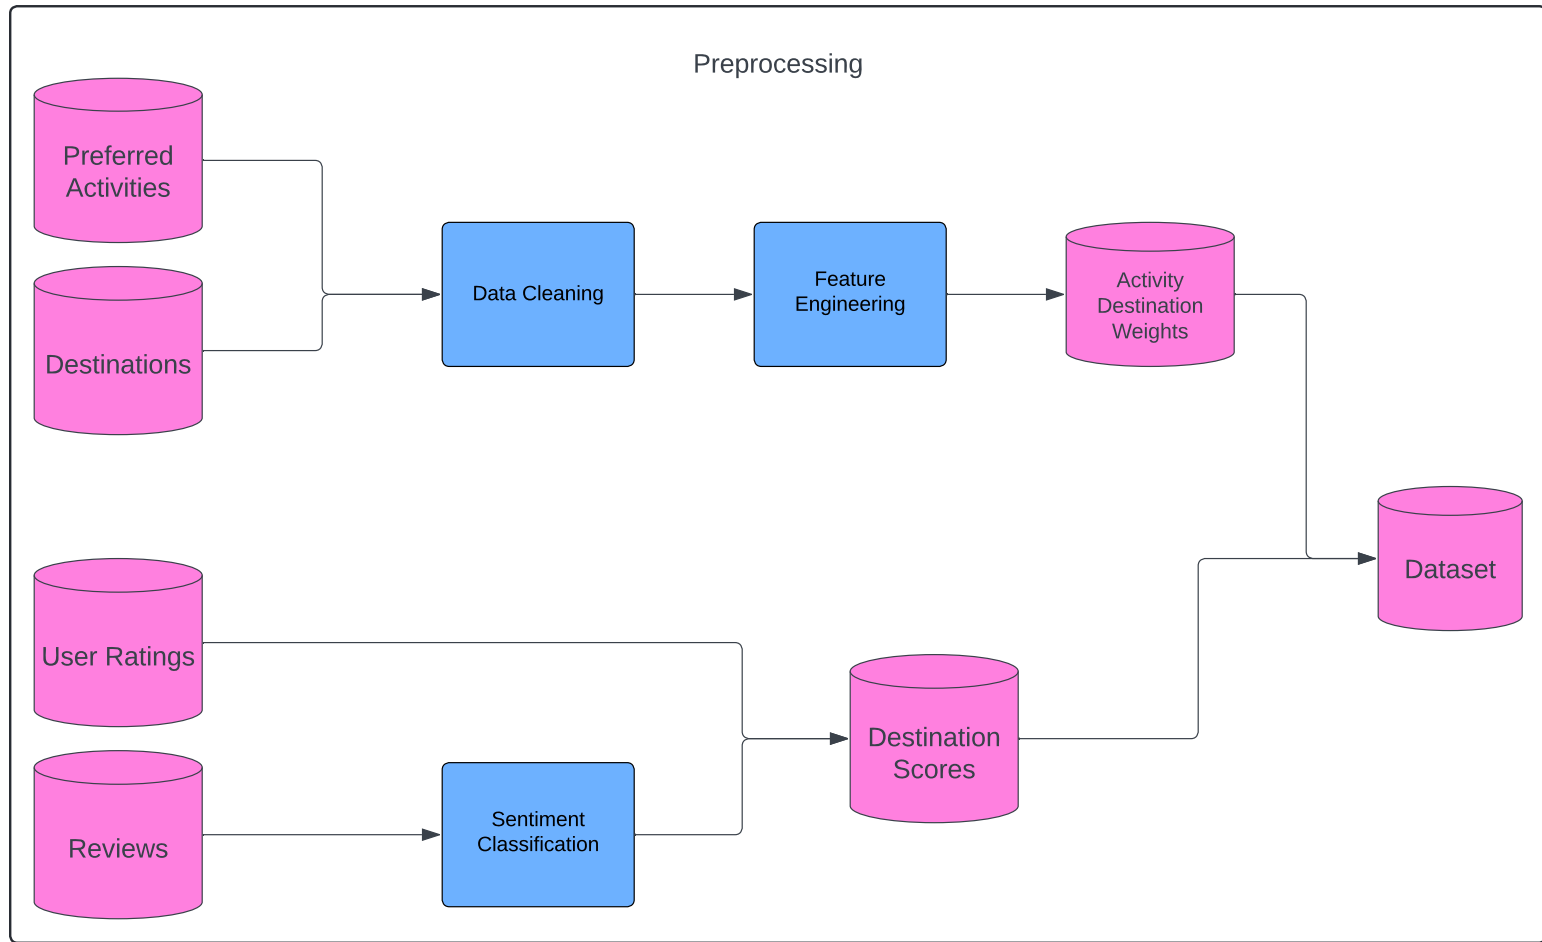 Preprocessing
Preferred
Activities
Destinations
Data Cleaning
Feature
Engineering
Activity
Destination
Weights
Dataset
User Ratings
Reviews
Sentiment
Classification
Destination
Scores